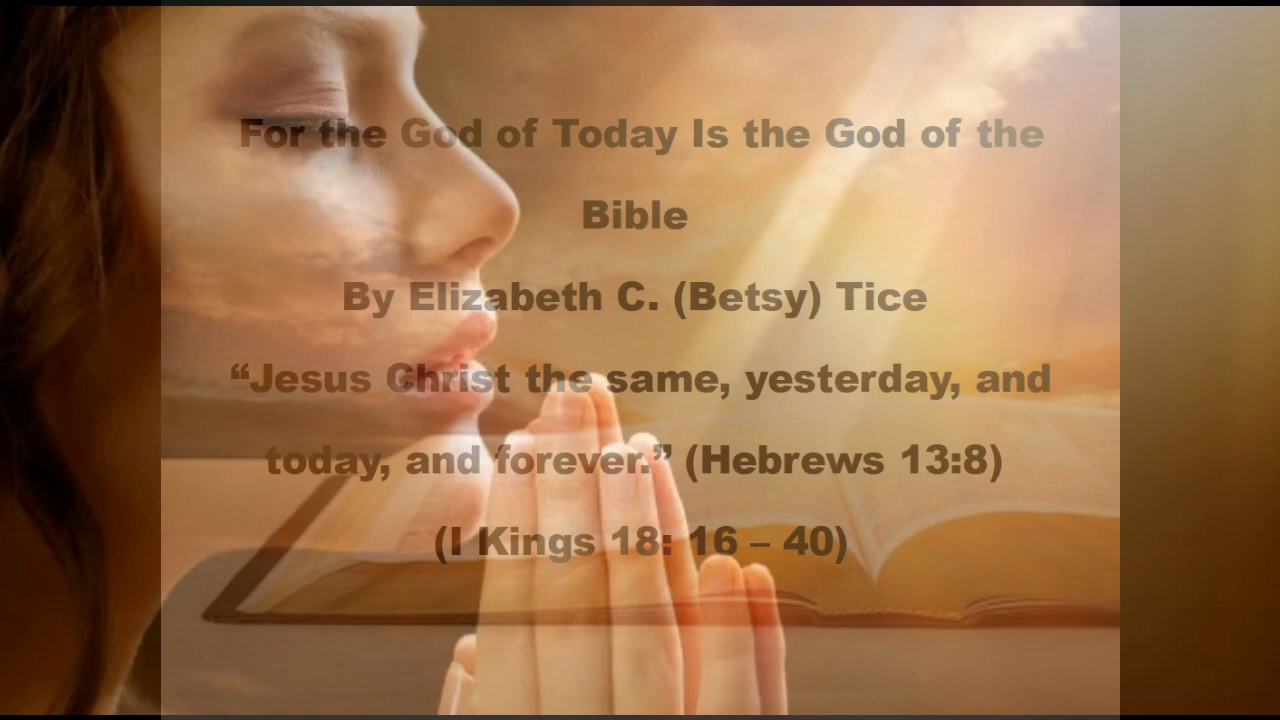 For the God of Today Is the God of the
Bible
By Elizabeth C. (Betsy) Tice
“Jesus Christ the same, yesterday, and
today, and forever.” (Hebrews 13:8)
(I Kings 18: 16 – 40)